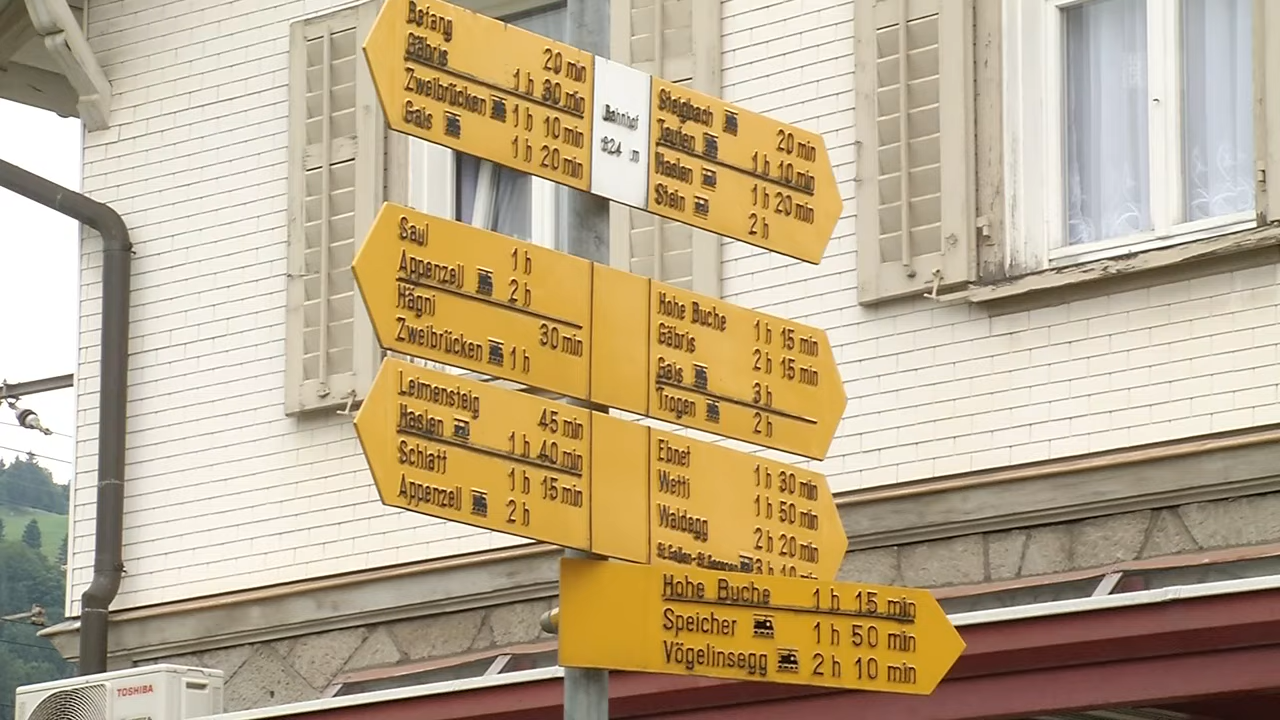 Befang 20 min
Gäbris 1 h 30 min
Zweibrücken 1 h 10 min
Gais 1 h 20 min
Bahnhof
824 m
Steigbach 20 min
Teufen 1 h 10 min
Haslen 1 h 20 min
Stein 2 h
Saul 1 h
Appenzell 2 h
Hägni 30 min
Zweibrücken 1 h
Hohe Buche 1 h 15 min
Gäbris 2 h 15 min
Gais 3 h
Trogen 2 h
Leimensteig 45 min
Haslen 1 h 40 min
Schlatt 1 h 15 min
Appenzell 2 h
Ebnet 1 h 30 min
Wetti 1 h 50 min
Waldegg 2 h 20 min
St.Gallen-St.Georgen 3 h 10 min
Hohe Buche 1 h 15 min
Speicher 1 h 50 min
Vögelinsegg 2 h 10 min
TOSHIBA